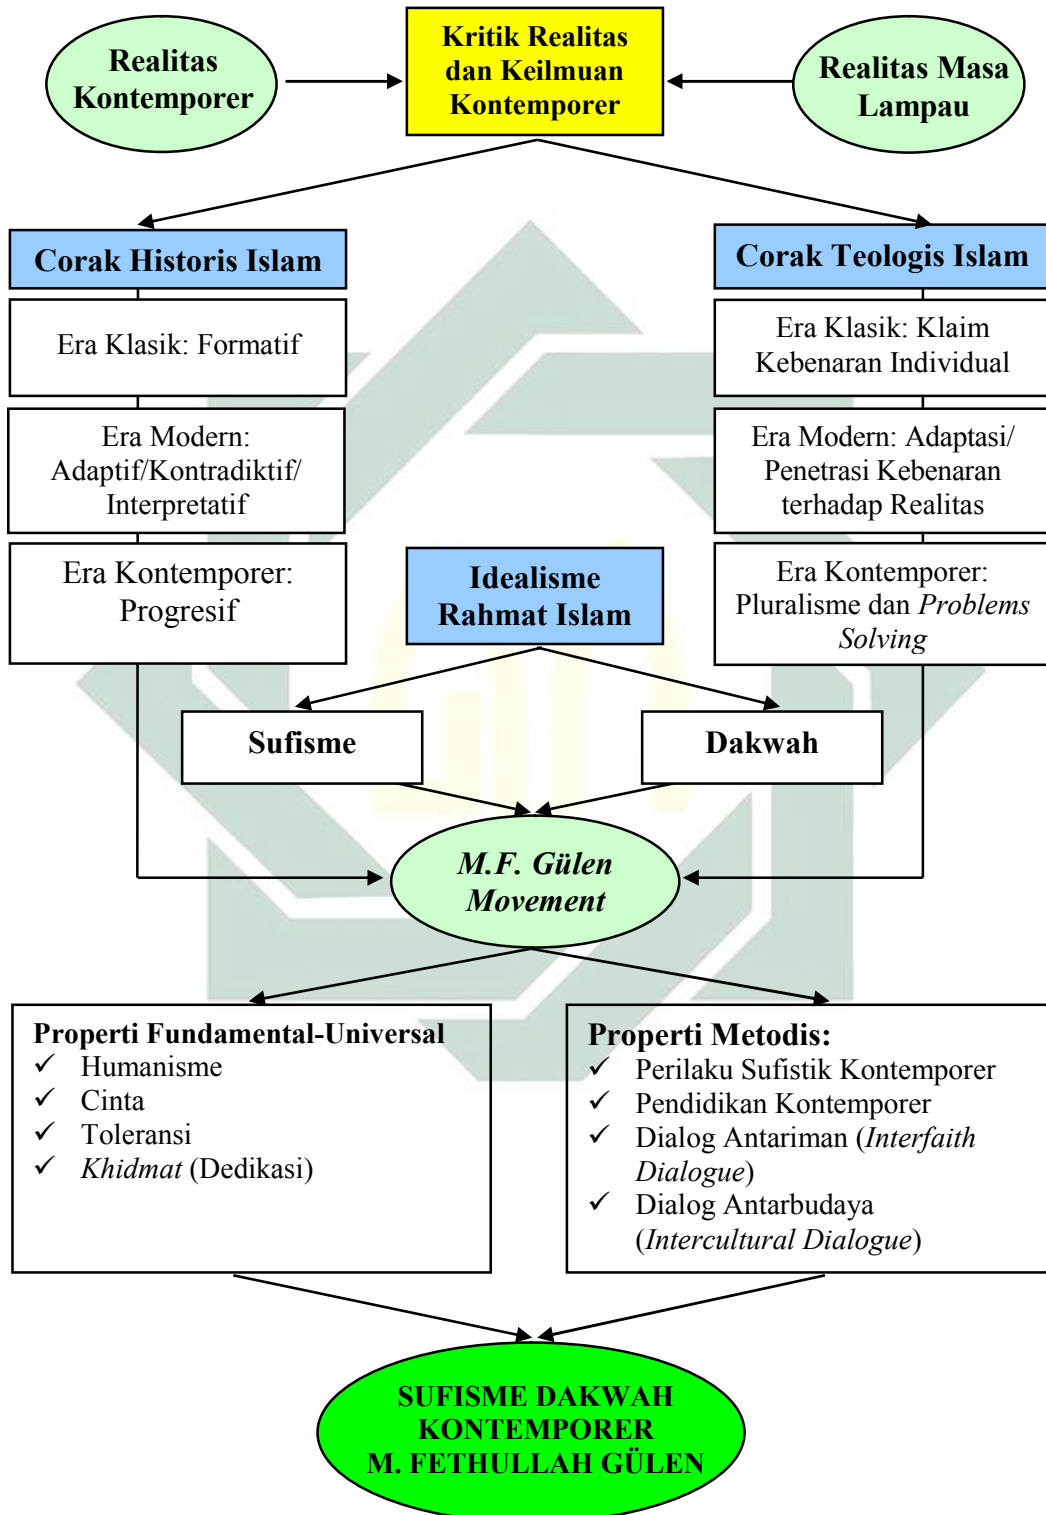 Realitas
Kontemporer
Kritik Realitas
dan Keilmuan
Kontemporer
Realitas Masa
Lampau
Corak Historis Islam
Era Klasik: Formatif
Era Modern:
Adaptif/Kontradiktif/
Interpretatif
Era Kontemporer:
Progresif
Corak Teologis Islam
Era Klasik: Klaim
Kebenaran Individual
Era Modern: Adaptasi/
Penetrasi Kebenaran
terhadap Realitas
Era Kontemporer:
Pluralisme dan Problems
Solving
Idealisme
Rahmat Islam
Sufisme
Dakwah
M.F. Gülen
Movement
Properti Fundamental-Universal
✓ Humanisme
✓ Cinta
✓ Toleransi
✓ Khidmat (Dedikasi)
Properti Metodis:
✓ Perilaku Sufistik Kontemporer
✓ Pendidikan Kontemporer
✓ Dialog Antariman (Interfaith
Dialogue)
✓ Dialog Antarbudaya
(Intercultural Dialogue)
SUFISME DAKWAH
KONTEMPORER
M. FETHULLAH GÜLEN